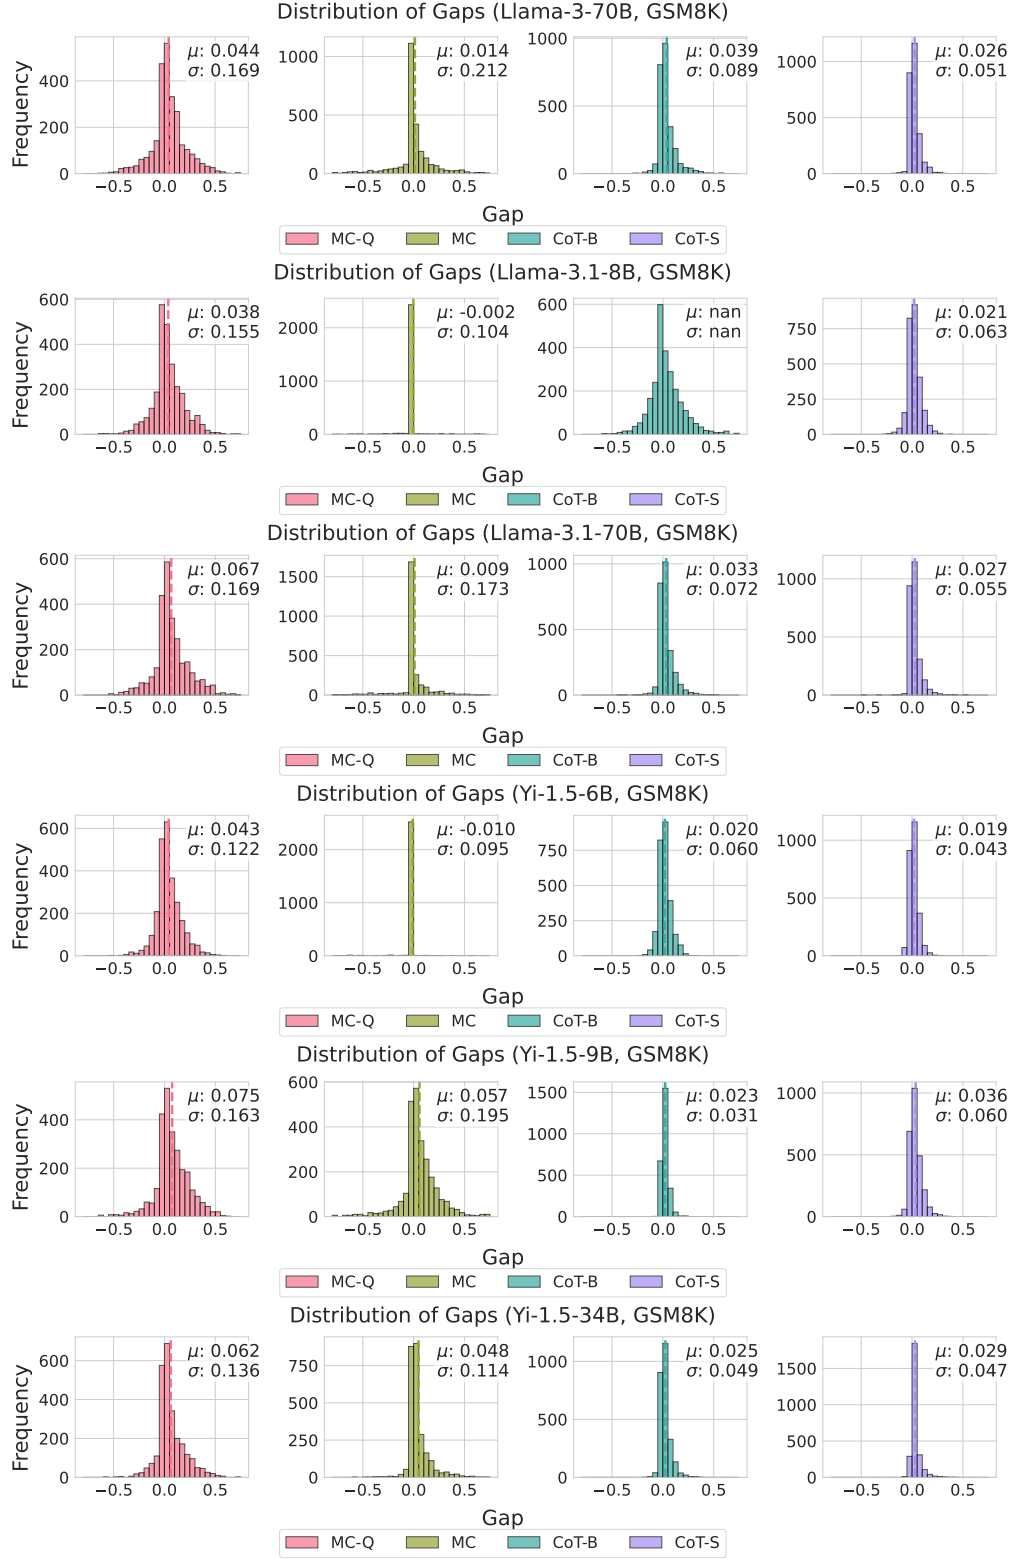 Distribution of Gaps (Llama-3-70B, GSM8K)
μ: 0.044
σ: 0.169
μ: 0.014
σ: 0.212
μ: 0.039
σ: 0.089
μ: 0.026
σ: 0.051
Frequency
400
200
0
1000
500
0
1000
500
0
1000
500
0
−0.5 0.0 0.5
−0.5 0.0 0.5
−0.5 0.0 0.5
−0.5 0.0 0.5
Gap
MC-Q MC CoT-B CoT-S
Distribution of Gaps (Llama-3.1-8B, GSM8K)
μ: 0.038
σ: 0.155
μ: -0.002
σ: 0.104
μ: nan
σ: nan
μ: 0.021
σ: 0.063
Frequency
600
400
200
0
2000
1000
0
600
400
200
0
750
500
250
0
−0.5 0.0 0.5
−0.5 0.0 0.5
−0.5 0.0 0.5
−0.5 0.0 0.5
Gap
MC-Q MC CoT-B CoT-S
Distribution of Gaps (Llama-3.1-70B, GSM8K)
μ: 0.067
σ: 0.169
μ: 0.009
σ: 0.173
μ: 0.033
σ: 0.072
μ: 0.027
σ: 0.055
Frequency
600
400
200
0
1500
1000
500
0
1000
500
0
1000
500
0
−0.5 0.0 0.5
−0.5 0.0 0.5
−0.5 0.0 0.5
−0.5 0.0 0.5
Gap
MC-Q MC CoT-B CoT-S
Distribution of Gaps (Yi-1.5-6B, GSM8K)
μ: 0.043
σ: 0.122
μ: -0.010
σ: 0.095
μ: 0.020
σ: 0.060
μ: 0.019
σ: 0.043
Frequency
600
400
200
0
2000
1000
0
750
500
250
0
1000
500
0
−0.5 0.0 0.5
−0.5 0.0 0.5
−0.5 0.0 0.5
−0.5 0.0 0.5
Gap
MC-Q MC CoT-B CoT-S
Distribution of Gaps (Yi-1.5-9B, GSM8K)
μ: 0.075
σ: 0.163
μ: 0.057
σ: 0.195
μ: 0.023
σ: 0.031
μ: 0.036
σ: 0.060
Frequency
400
200
0
600
400
200
0
1500
1000
500
0
1000
500
0
−0.5 0.0 0.5
−0.5 0.0 0.5
−0.5 0.0 0.5
−0.5 0.0 0.5
Gap
MC-Q MC CoT-B CoT-S
Distribution of Gaps (Yi-1.5-34B, GSM8K)
μ: 0.062
σ: 0.136
μ: 0.048
σ: 0.114
μ: 0.025
σ: 0.049
μ: 0.029
σ: 0.047
Frequency
600
400
200
0
750
500
250
0
1000
500
0
1500
1000
500
0
−0.5 0.0 0.5
−0.5 0.0 0.5
−0.5 0.0 0.5
−0.5 0.0 0.5
Gap
MC-Q MC CoT-B CoT-S